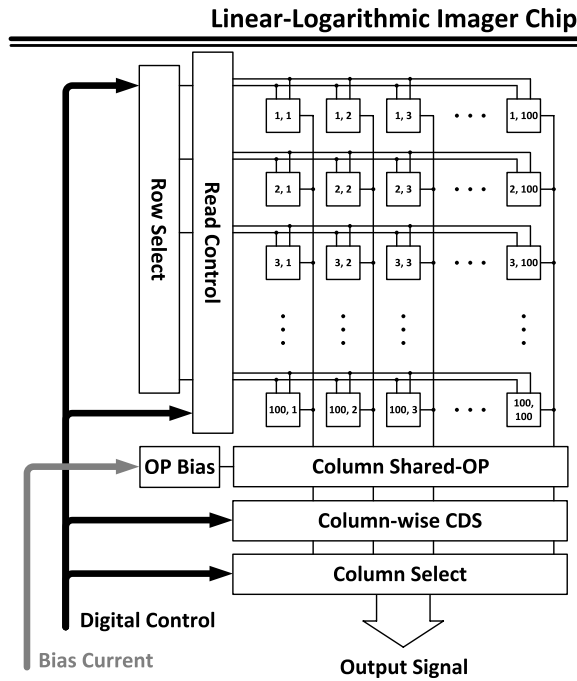 Linear-Logarithmic Imager Chip
Row Select
Read Control
1, 1
1, 2
1, 3
1, 100
2, 1
2, 2
2, 3
2, 100
3, 1
3, 2
3, 3
3, 100
100, 1
100, 2
100, 3
100,
100
OP Bias
Column Shared-OP
Column-wise CDS
Column Select
Digital Control
Bias Current
Output Signal